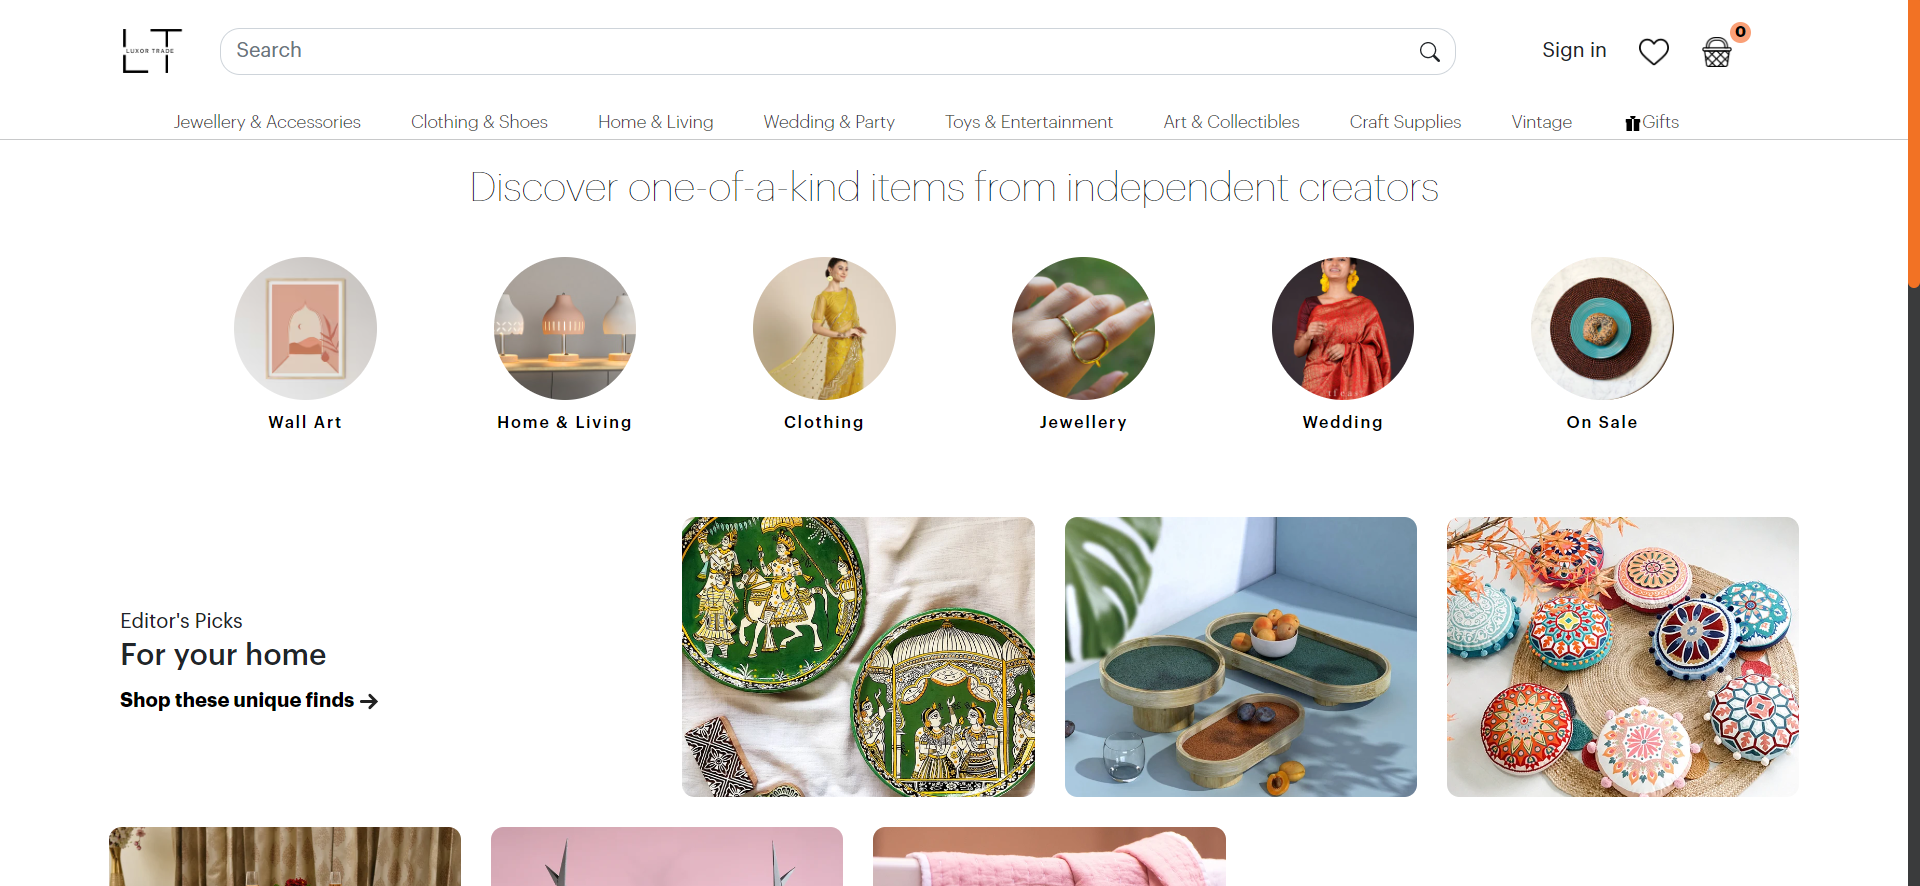 LUXOR TRADE
Search
Sign in
0
Jewellery & Accessories
Clothing & Shoes
Home & Living
Wedding & Party
Toys & Entertainment
Art & Collectibles
Craft Supplies
Vintage
Gifts
Discover one-of-a-kind items from independent creators
Wall Art
Home & Living
Clothing
Jewellery
Wedding
On Sale
Editor's Picks
For your home
Shop these unique finds